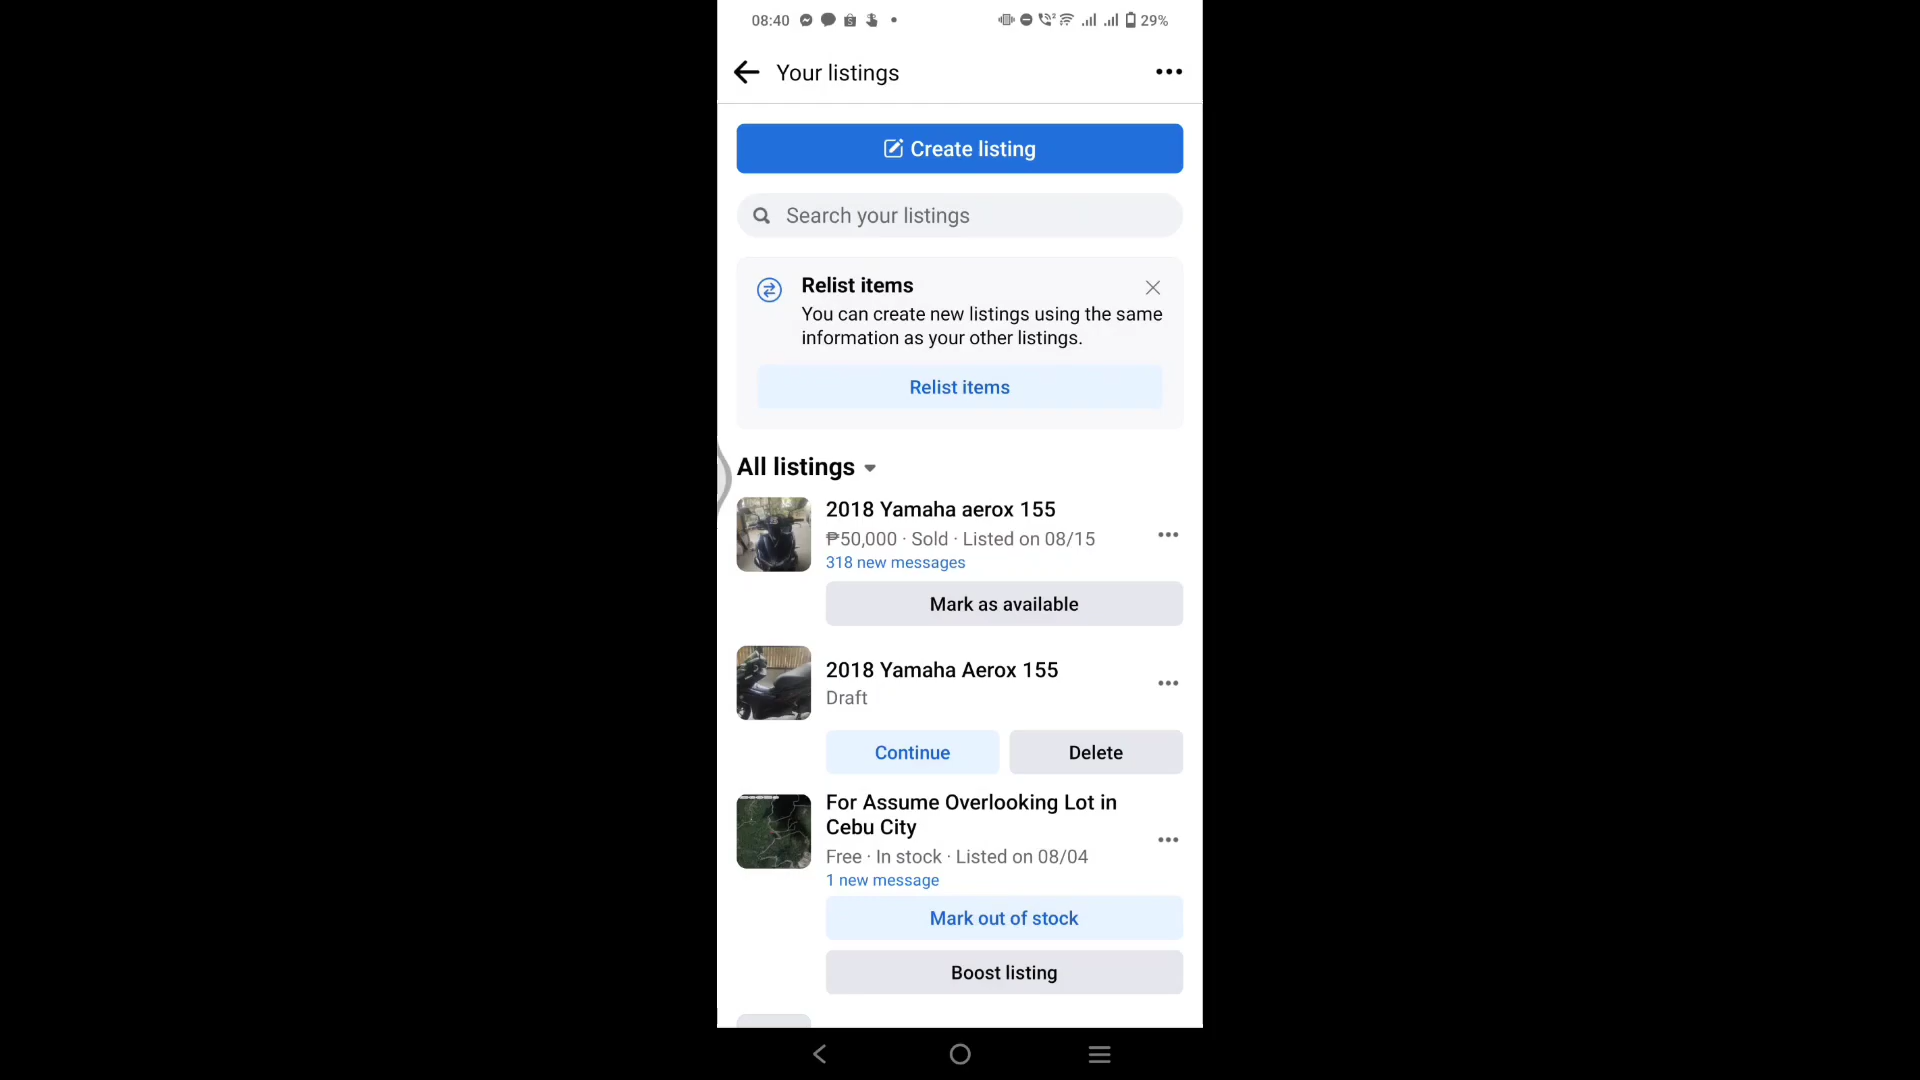 08:40
29%
Your listings
Create listing
Search your listings
Relist items
You can create new listings using the same
information as your other listings.
Relist items
All listings
2018 Yamaha aerox 155
₱50,000 · Sold · Listed on 08/15
318 new messages
Mark as available
2018 Yamaha Aerox 155
Draft
Continue
Delete
For Assume Overlooking Lot in
Cebu City
Free · In stock · Listed on 08/04
1 new message
Mark out of stock
Boost listing